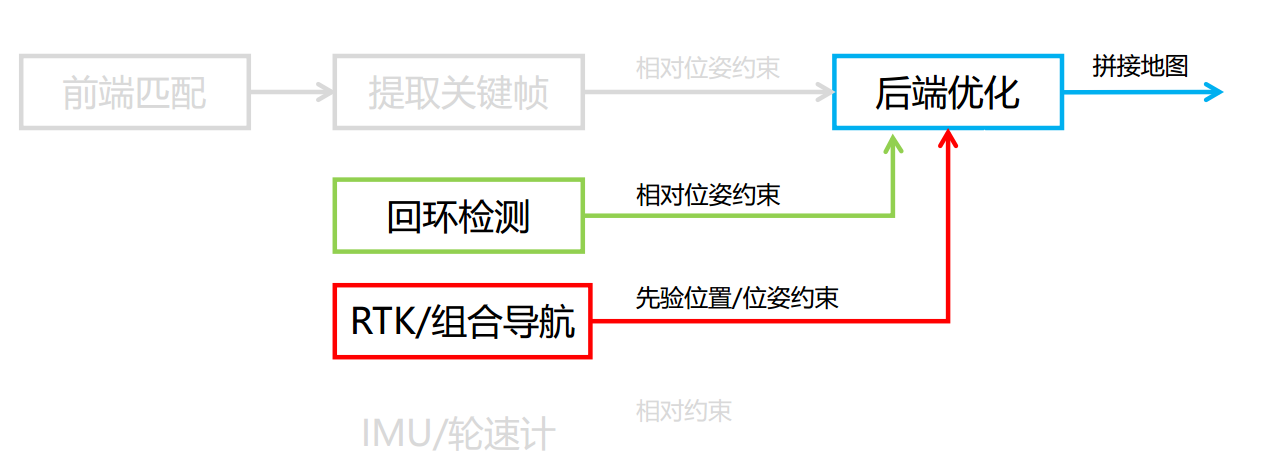 前端匹配
提取关键帧
相对位姿约束
后端优化
拼接地图
回环检测
相对位姿约束
RTK/组合导航
先验位置/位姿约束
IMU/轮速计
相对约束